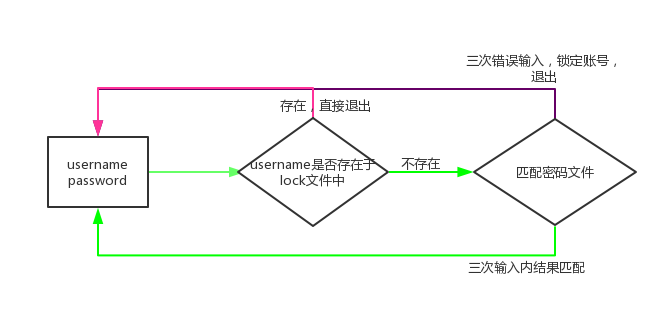 三次错误输入，锁定账号，
退出
存在，直接退出
username
password
username是否存在于
lock文件中
不存在
匹配密码文件
三次输入内结果匹配